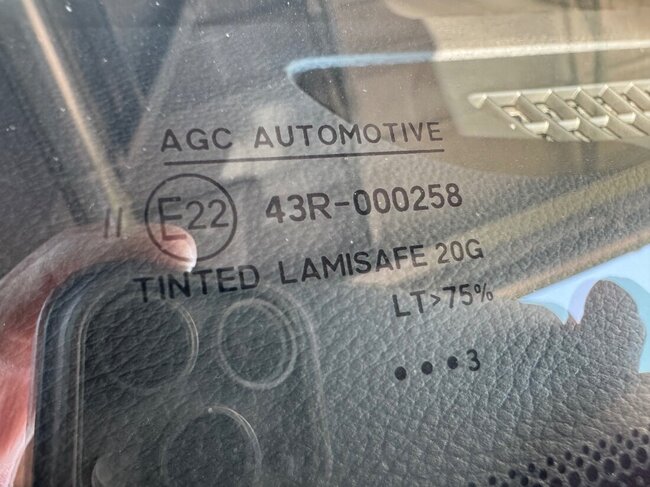 AGC AUTOMOTIVE
II E22 43R-000258
TINTED LAMISAFE 20G
LT>75%
•••3